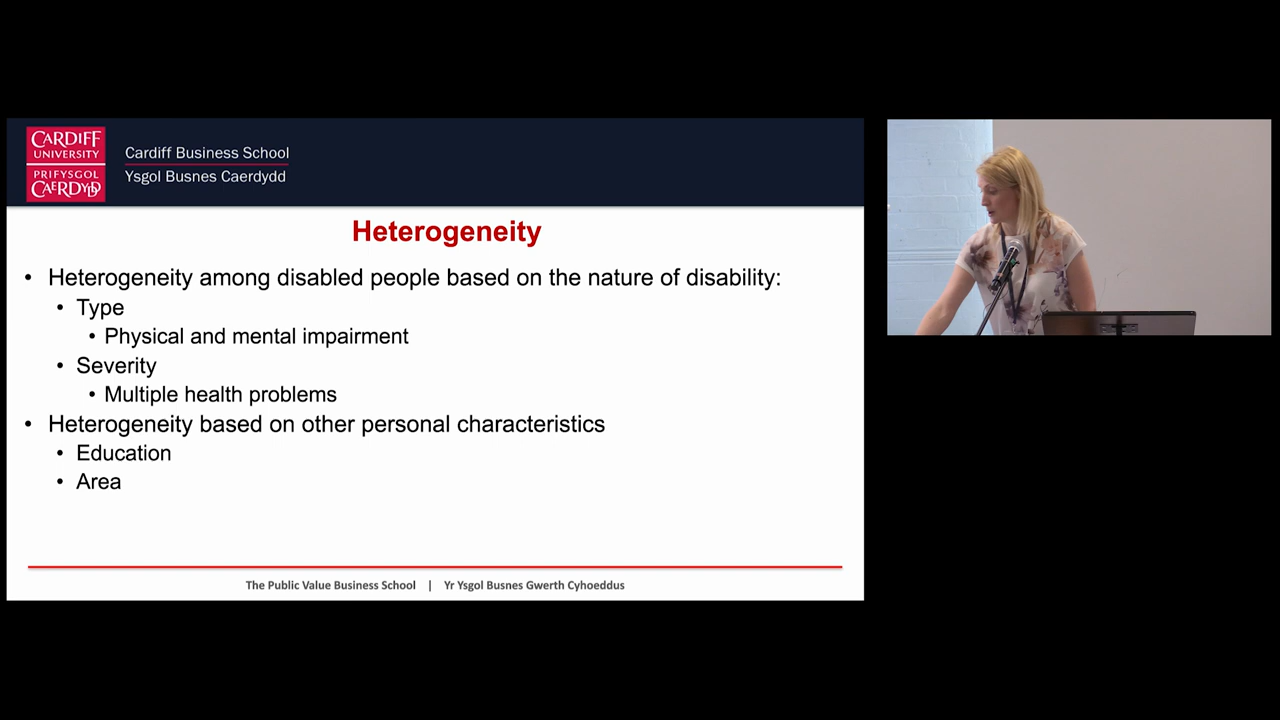 CARDIFF
UNIVERSITY
PRIFYSGOL
CAERDYDD
Cardiff Business School
Ysgol Busnes Caerdydd
Heterogeneity
• Heterogeneity among disabled people based on the nature of disability:
• Type
• Physical and mental impairment
• Severity
• Multiple health problems
• Heterogeneity based on other personal characteristics
• Education
• Area
The Public Value Business School | Yr Ysgol Busnes Gwerth Cyhoeddus